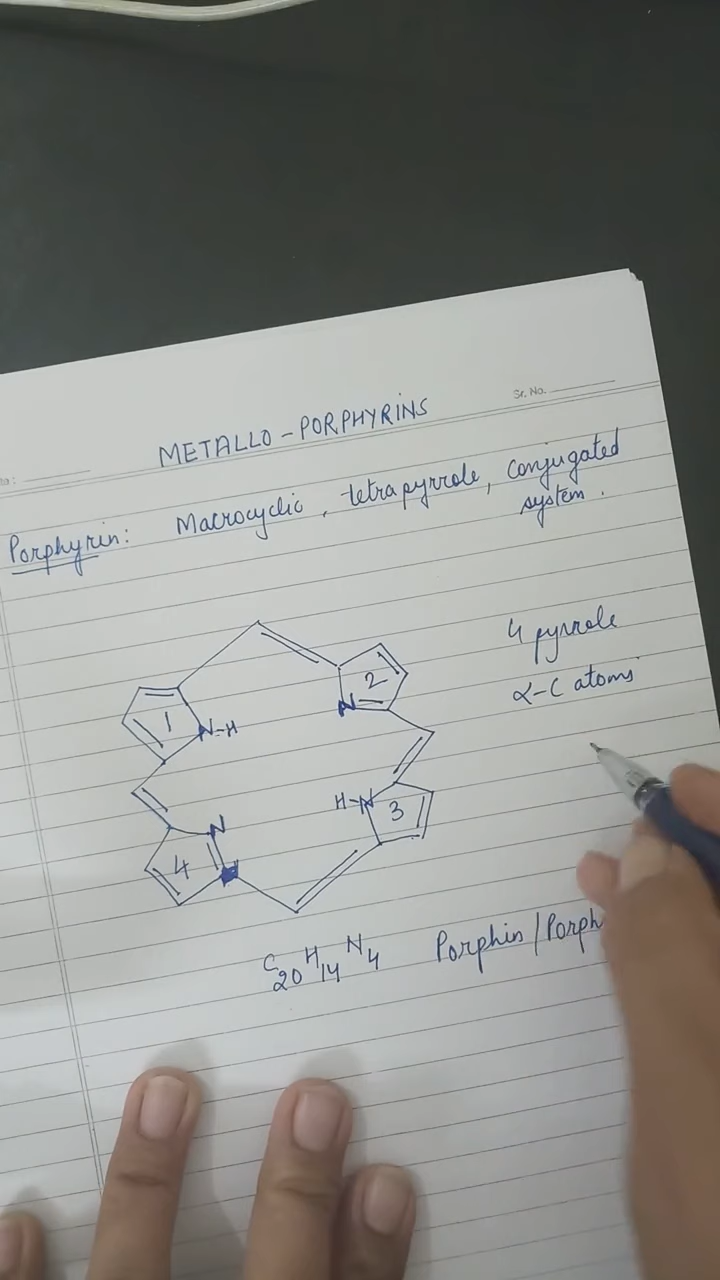 Sr. No.
METALLO - PORPHYRINS
Porphyrin: Macrocyclic, tetrapyrrole, Conjugated
system.
4 pyrrole
α-C atoms
1
2
N-H
N
H-N
3
N
4
C20H14N4 Porphin / Porph